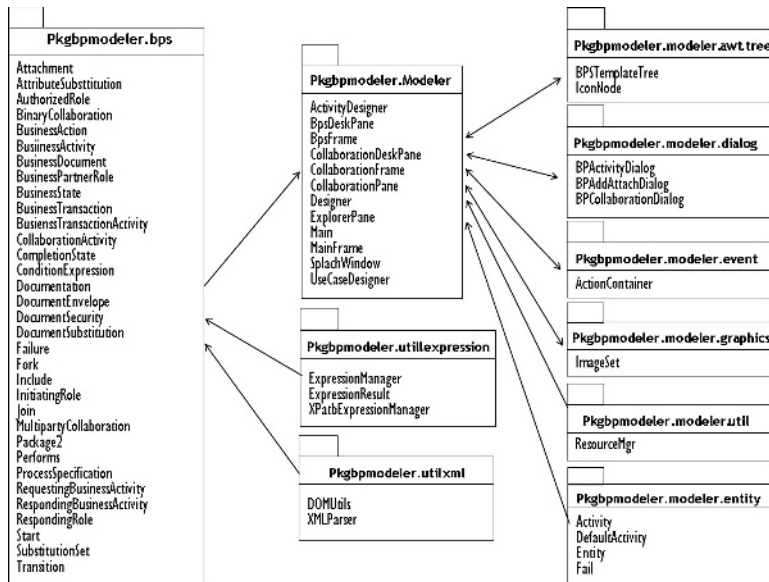 Pkgbpmodeler.bps
Attachment
AttributeSubsttitution
AuthorizedRole
BinaryCollaboration
BusinessAction
BusiinessActivity
BusinessDocument
BusinessPartnerRole
BusinessState
BusinessTransaction
BusienssTransactionActivity
CollaborationActivity
CompletionState
ConditionExpression
Documentation
DocumentEnvelope
DocumentSecurity
DocumentSubstitution
Failure
Fork
Include
InitiatingRole
Join
MultipartyCollaboration
Package2
Performs
ProcessSpecification
RequestingBusinessActivity
RespondingBusinessActivity
RespondingRole
Start
SubstitutionSet
Transition
Pkgbpmodeler.Modeler
ActivityDesigner
BpsDeskPane
BpsFrame
CollaborationDeskPane
CollaborationFrame
CollaborationPane
Designer
ExplorerPane
Main
MainFrame
SplachWindow
UseCaseDesigner
Pkgbpmodeler.utillexpression
ExpressionManager
ExpressionResult
XPatbExpressionManager
Pkgbpmodeler.utilxml
DOMUtils
XMLParser
Pkgbpmodeler.modeler.awt.tree
BPSTemplateTree
IconNode
Pkgbpmodeler.modeler.dialog
BPActivityDialog
BPAddAttachDialog
BPCollaborationDialog
Pkgbpmodeler.modeler.event
ActionContainer
Pkgbpmodeler.modeler.graphics
ImageSet
Pkgbpmodeler.modeler.util
ResourceMgr
Pkgbpmodeler.modeler.entity
Activity
DefaultActivity
Entity
Fail